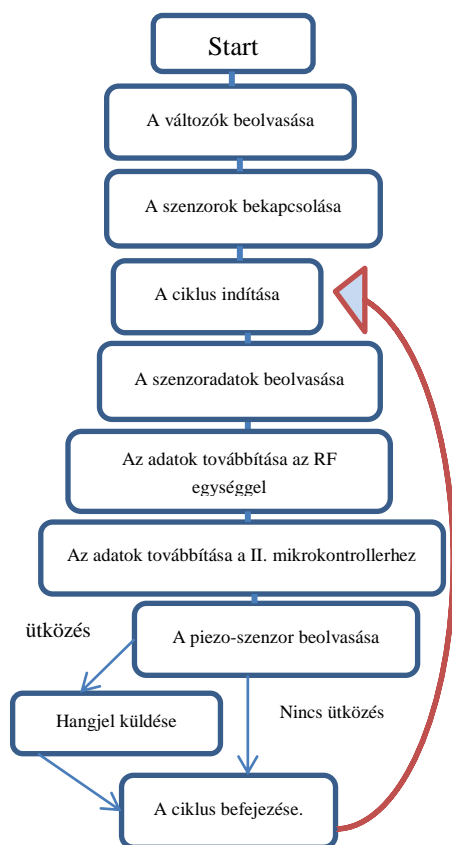 Start
A változók beolvasása
A szenzorok bekapcsolása
A ciklus indítása
A szenzoradatok beolvasása
Az adatok továbbítása az RF
egységgel
Az adatok továbbítása a II. mikrokontrollerhez
ütközés
A piezo-szenzor beolvasása
Hangjel küldése
Nincs ütközés
A ciklus befejezése.